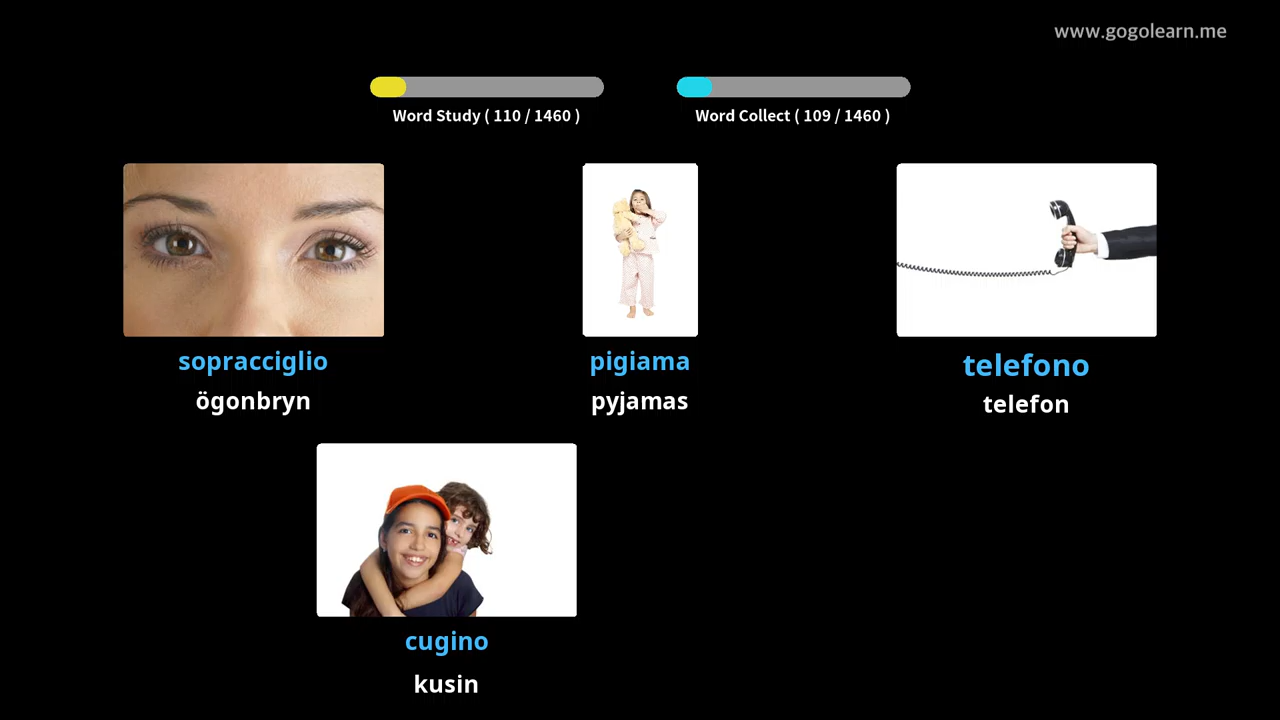 www.gogolearn.me
Word Study ( 110 / 1460 )
Word Collect ( 109 / 1460 )
sopracciglio
ögonbryn
pigiama
pyjamas
telefono
telefon
cugino
kusin